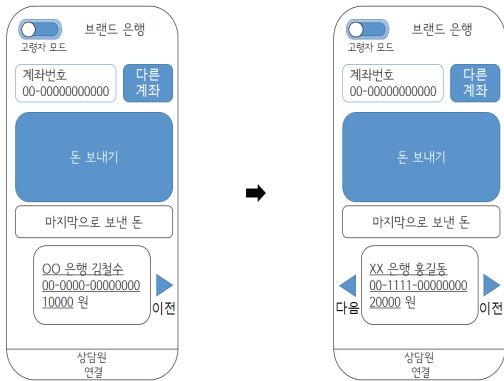 브랜드 은행
고령자 모드
계좌번호
00-00000000000
다른
계좌
돈 보내기
마지막으로 보낸 돈
OO 은행 김철수
00-0000-00000000
10000 원
이전
상담원
연결
브랜드 은행
고령자 모드
계좌번호
00-00000000000
다른
계좌
돈 보내기
마지막으로 보낸 돈
XX 은행 홍길동
00-1111-00000000
20000 원
다음
이전
상담원
연결